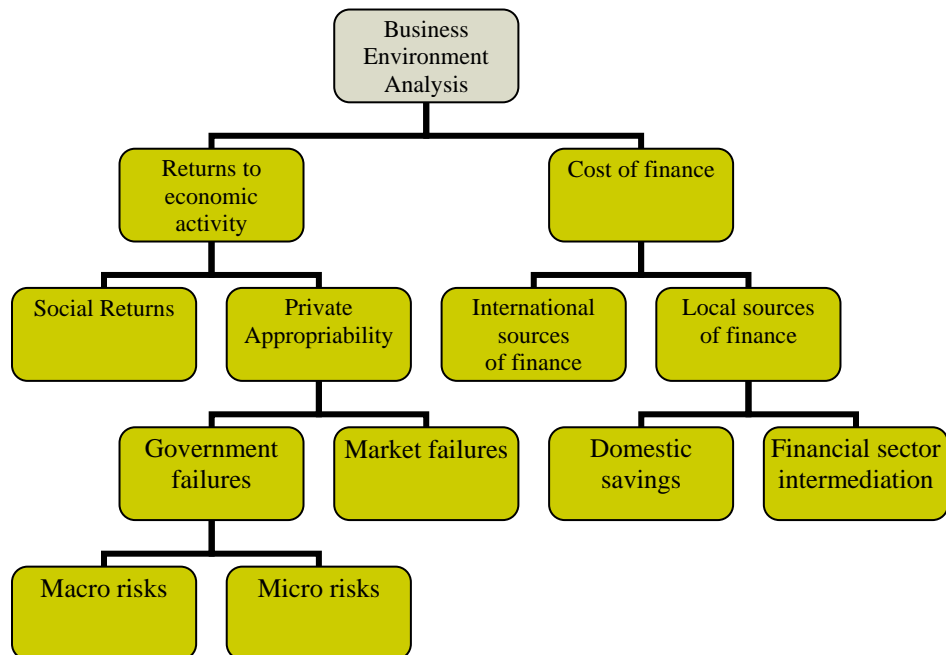 Business
Environment
Analysis
Returns to
economic
activity
Cost of finance
Social Returns
Private
Appropriability
International
sources
of finance
Local sources
of finance
Government
failures
Market failures
Domestic
savings
Financial sector
intermediation
Macro risks
Micro risks